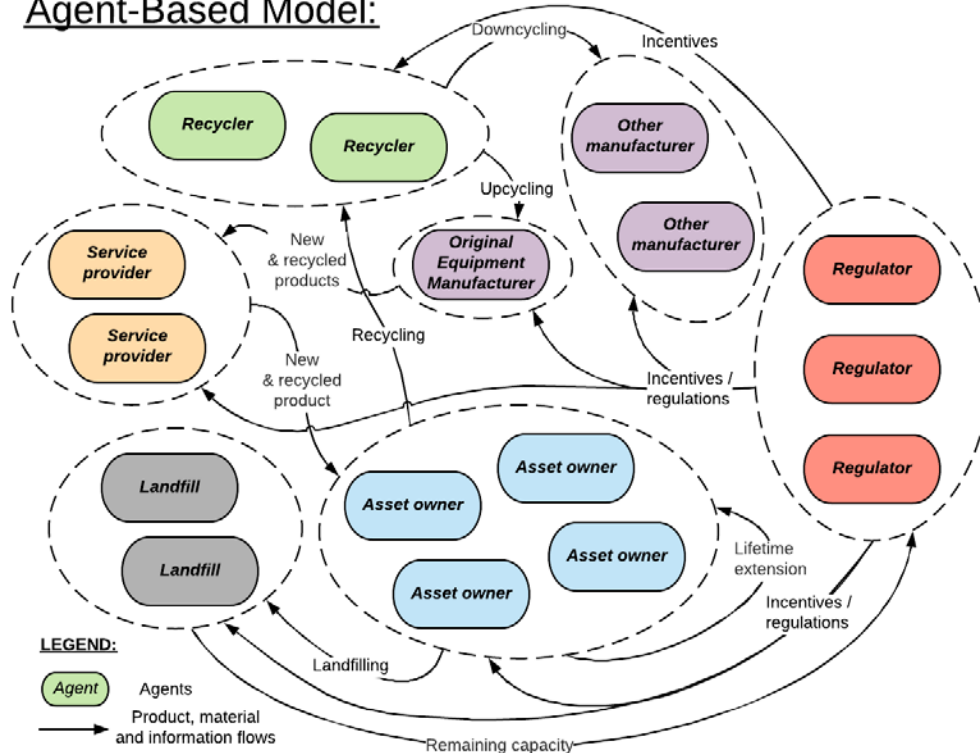 Agent-Based Model:
Downcycling
Incentives
Recycler
Recycler
Other
manufacturer
Upcycling
Other
manufacturer
Service
provider
New
& recycled
products
Original
Equipment
Manufacturer
Regulator
Service
provider
Recycling
New
& recycled
product
Incentives /
regulations
Regulator
Landfill
Asset owner
Asset owner
Regulator
Landfill
Asset owner
Asset owner
Lifetime
extension
Incentives /
regulations
LEGEND:
Landfilling
Agent
Agents
Product, material
and information flows
Remaining capacity